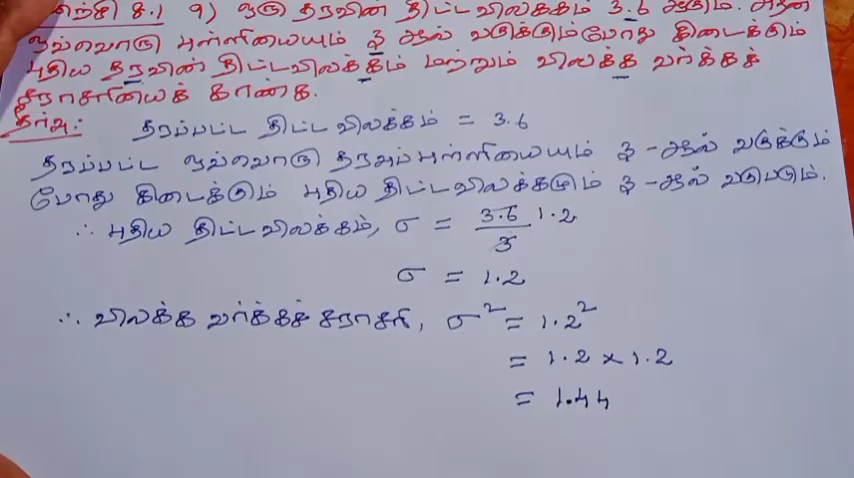 பயிற்சி 8.1 9) ஒரு தரவின் திட்டவிலக்கம் 3.6 ஆகும். அதன்
ஒவ்வொரு புள்ளியையும் 3 ஆல் வகுக்கும்போது கிடைக்கும்
புதிய தரவின் திட்டவிலக்கம் மற்றும் விலக்க வர்க்கச்
சராசரியைக் காண்க.
தீர்வு: தரப்பட்ட திட்ட விலக்கம் = 3.6
தரப்பட்ட ஒவ்வொரு தரவுப்புள்ளியையும் 3 -ஆல் வகுக்கும்
போது கிடைக்கும் புதிய திட்டவிலக்கமும் 3 -ஆல் வகுபடும்.
∴ புதிய திட்டவிலக்கம், σ = 3.6/3 1.2
σ = 1.2
∴ விலக்க வர்க்கச் சராசரி, σ² = 1.2²
= 1.2 × 1.2
= 1.44